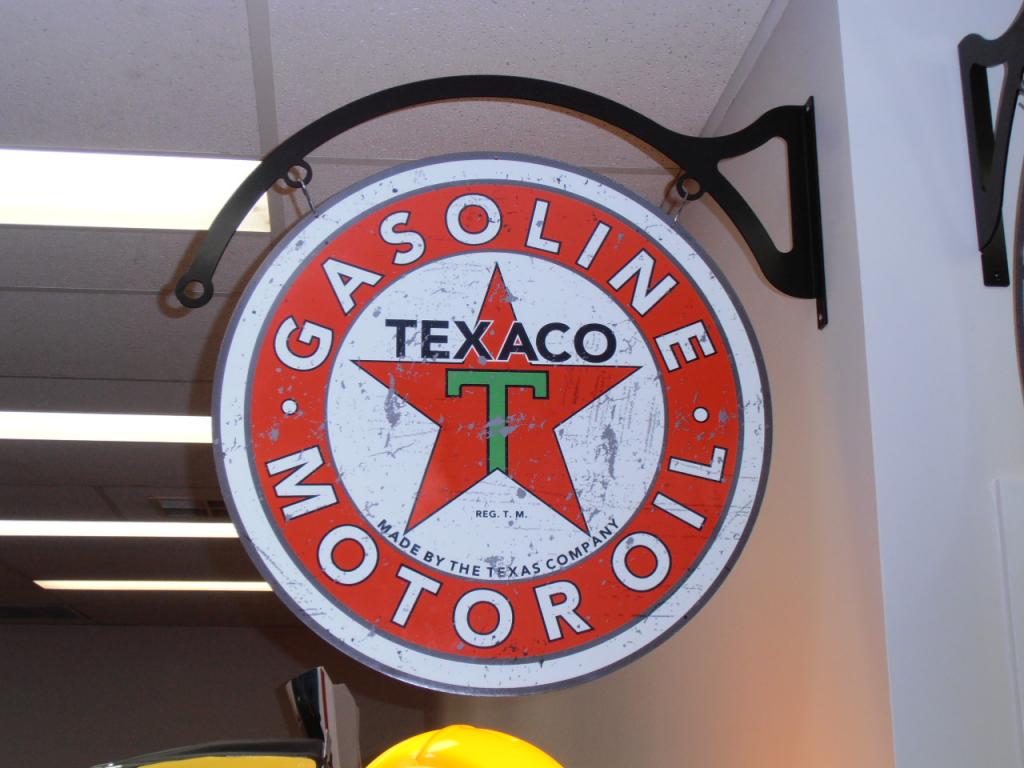 GASOLINE
TEXACO
T
REG. T. M.
MADE BY THE TEXAS COMPANY
MOTOR OIL